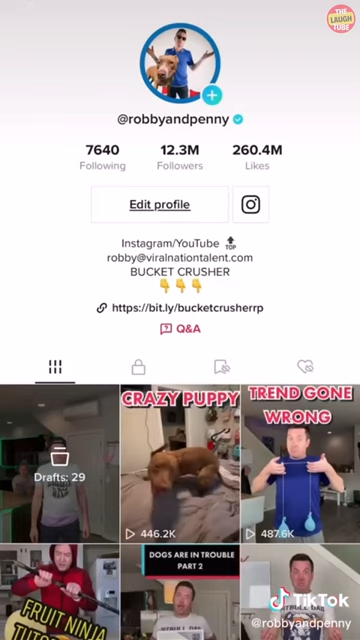 THE
LAUGH
TUBE
@robbyandpenny
7640
12.3M
260.4M
Following
Followers
Likes
Edit profile
Instagram/YouTube 🔝
robby@viralnationtalent.com
BUCKET CRUSHER
👇👇👇
https://bit.ly/bucketcrusherrp
Q&A
Drafts: 29
CRAZY PUPPY
446.2K
TREND GONE
WRONG
487.6K
FRUIT NINJA
DOGS ARE IN TROUBLE
PART 2
PITBULL DAD
TikTok
@robbyandpenny